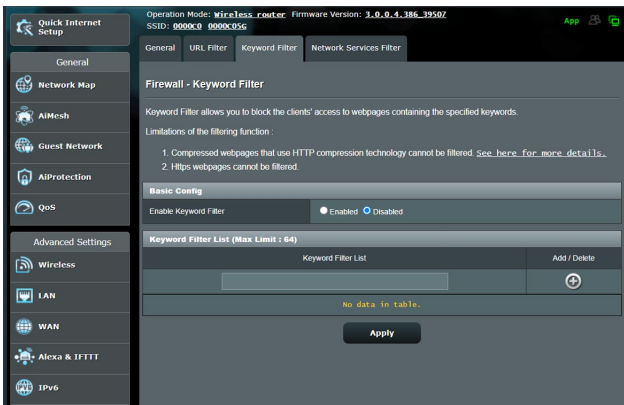 Quick Internet
Setup
General
Network Map
AiMesh
Guest Network
AiProtection
QoS
Advanced Settings
Wireless
LAN
WAN
Alexa & IFTTT
IPv6
Operation Mode: Wireless router Firmware Version: 3.0.0.4.386_39507
SSID: 0000C0 0000C05G
App
General URL Filter Keyword Filter Network Services Filter
Firewall - Keyword Filter
Keyword Filter allows you to block the clients' access to webpages containing the specified keywords.
Limitations of the filtering function :
1. Compressed webpages that use HTTP compression technology cannot be filtered. See here for more details.
2. Https webpages cannot be filtered.
Basic Config
Enable Keyword Filter Enabled Disabled
Keyword Filter List (Max Limit : 64)
Keyword Filter List Add / Delete
No data in table.
Apply